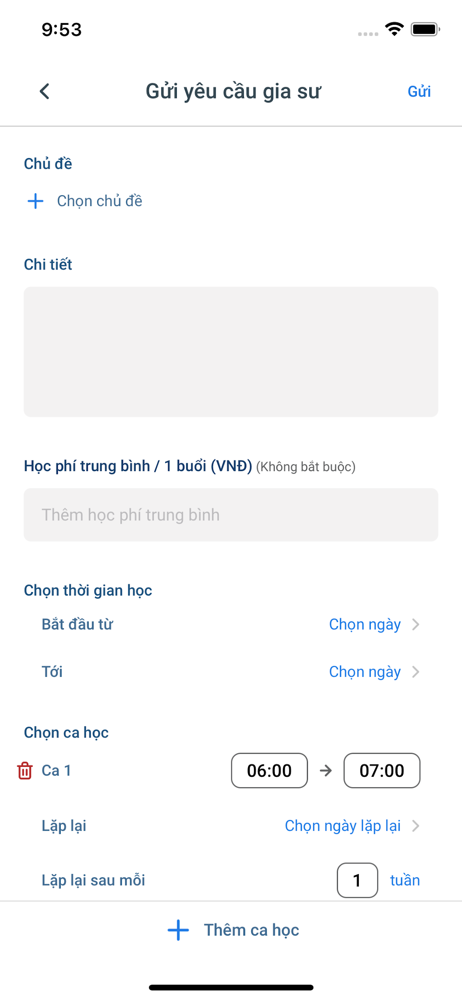 9:53
Gửi yêu cầu gia sư
Gửi
Chủ đề
Chọn chủ đề
Chi tiết
Học phí trung bình / 1 buổi (VNĐ) (Không bắt buộc)
Thêm học phí trung bình
Chọn thời gian học
Bắt đầu từ
Chọn ngày
Tới
Chọn ngày
Chọn ca học
Ca 1
06:00
07:00
Lặp lại
Chọn ngày lặp lại
Lặp lại sau mỗi
1
tuần
Thêm ca học